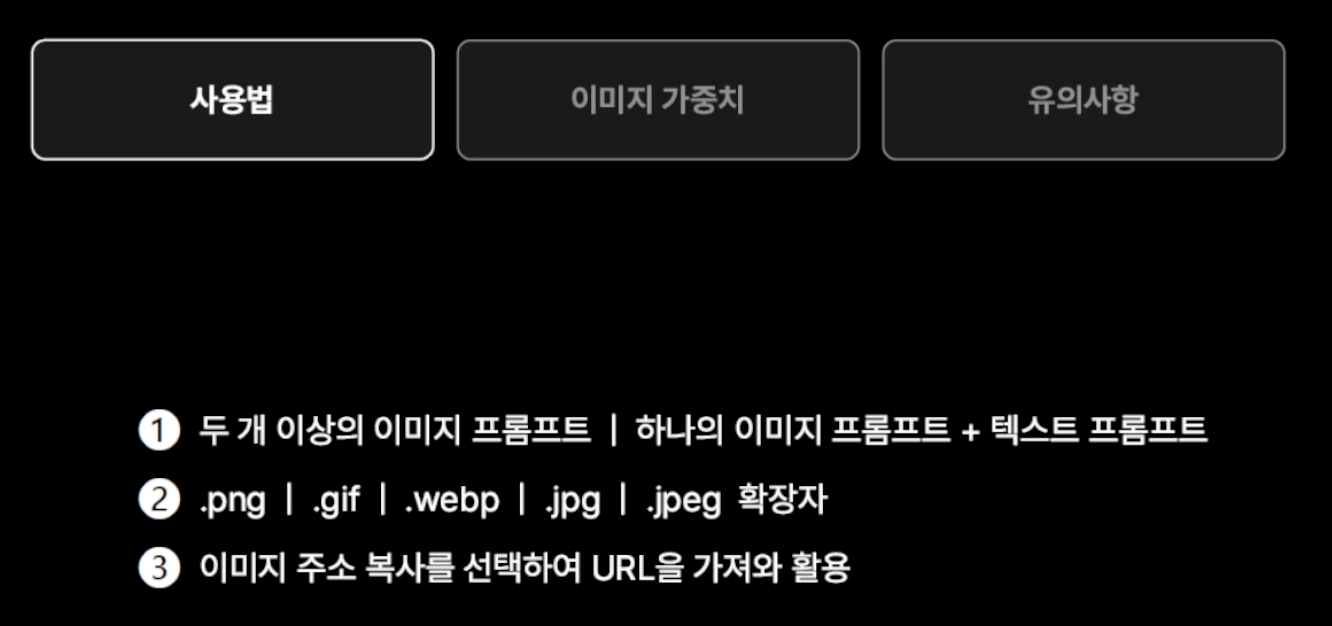 사용법
이미지 가중치
유의사항
① 두 개 이상의 이미지 프롬프트 | 하나의 이미지 프롬프트 + 텍스트 프롬프트
② .png | .gif | .webp | .jpg | .jpeg 확장자
③ 이미지 주소 복사를 선택하여 URL을 가져와 활용